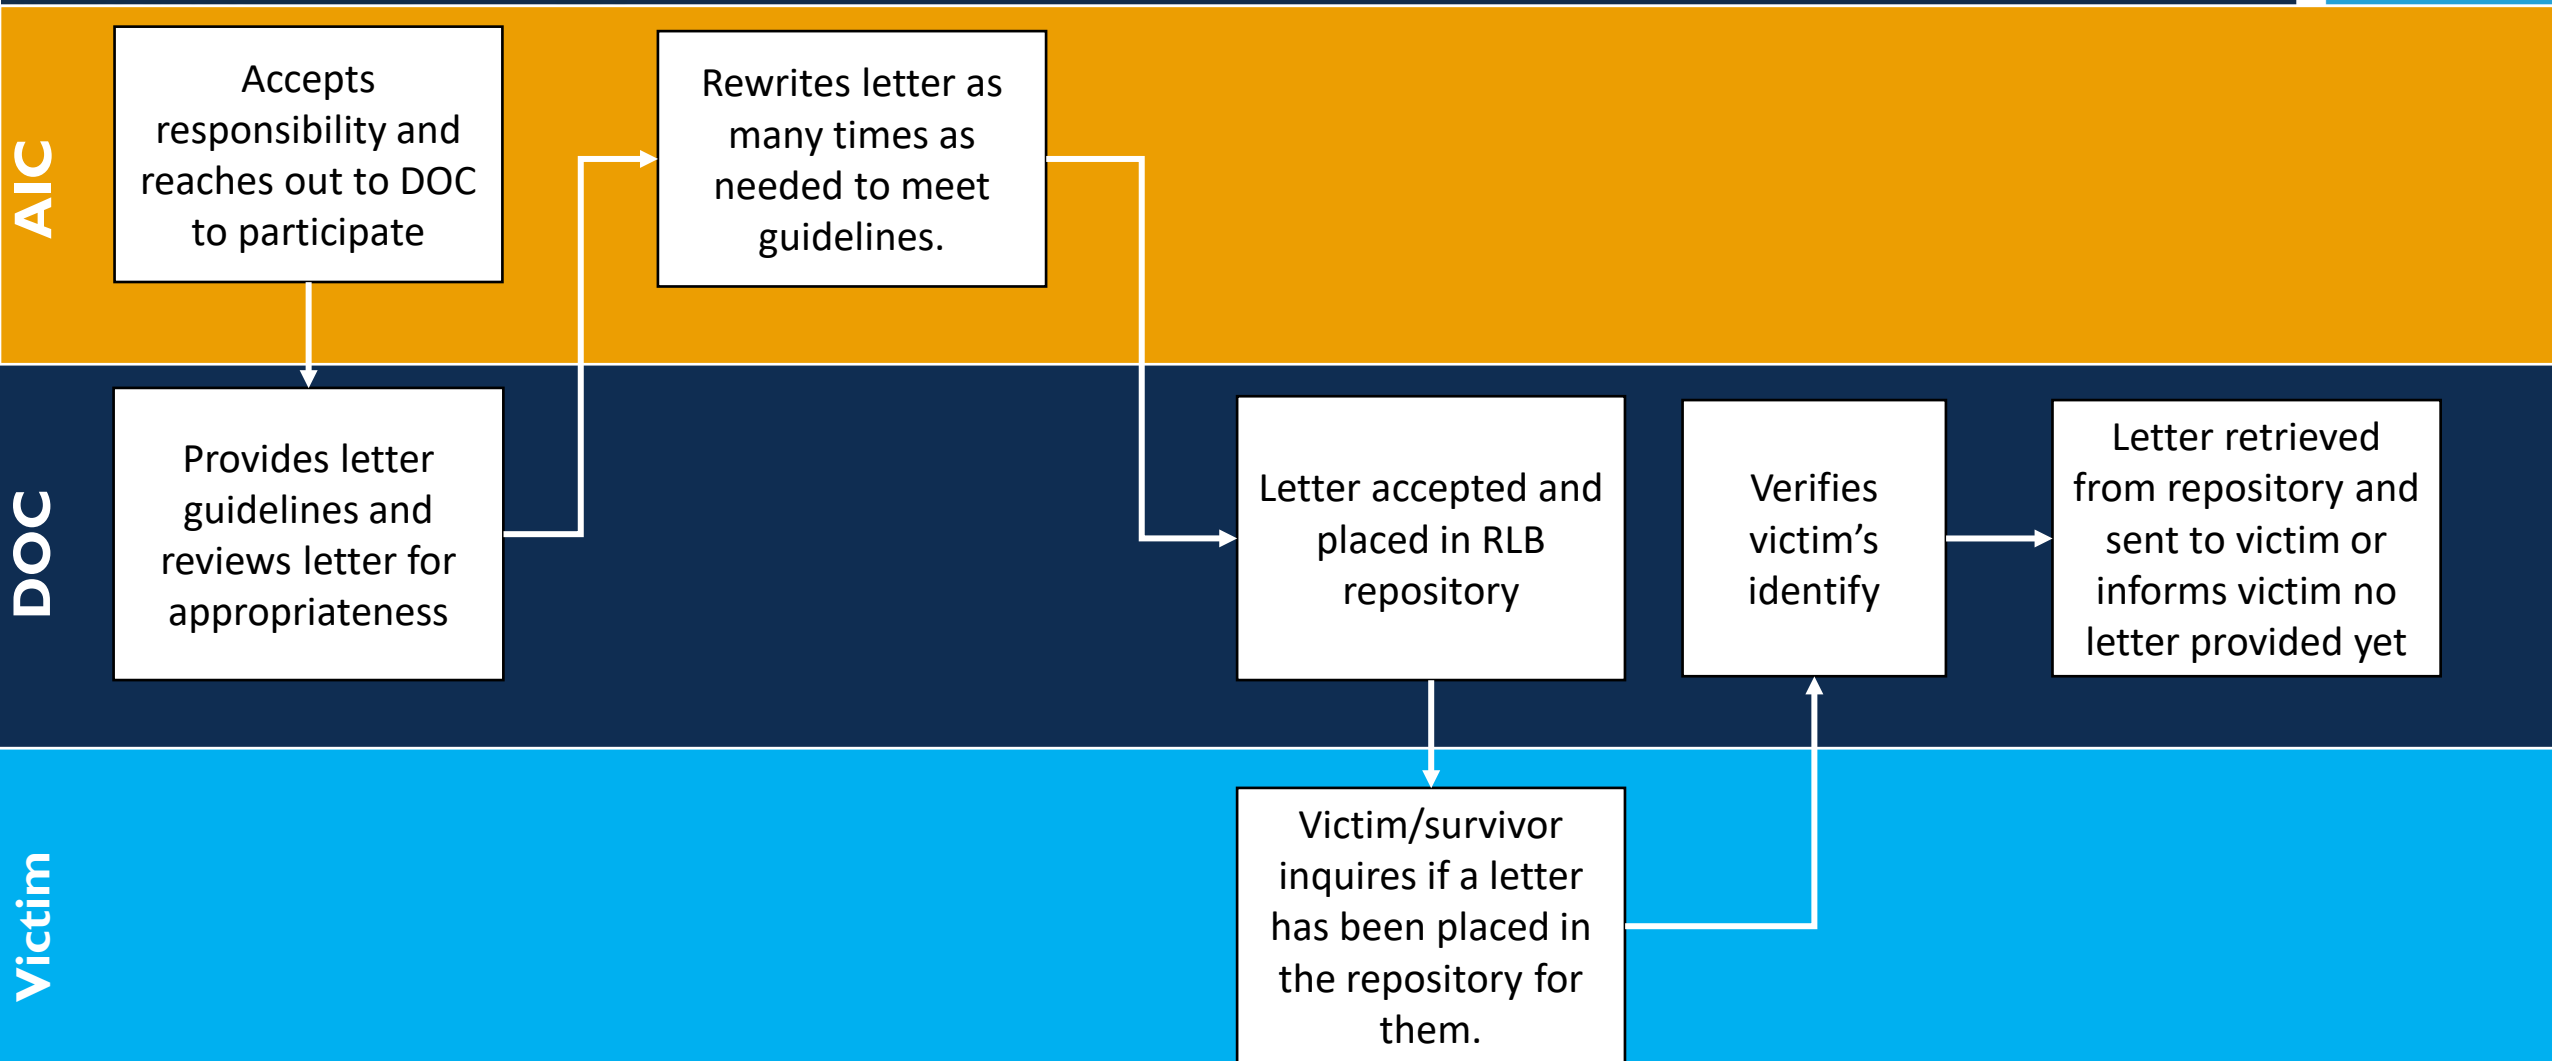 AIC
Accepts
responsibility and
reaches out to DOC
to participate
Rewrites letter as
many times as
needed to meet
guidelines.
DOC
Provides letter
guidelines and
reviews letter for
appropriateness
Letter accepted and
placed in RLB
repository
Verifies
victim’s
identify
Letter retrieved
from repository and
sent to victim or
informs victim no
letter provided yet
Victim
Victim/survivor
inquires if a letter
has been placed in
the repository for
them.